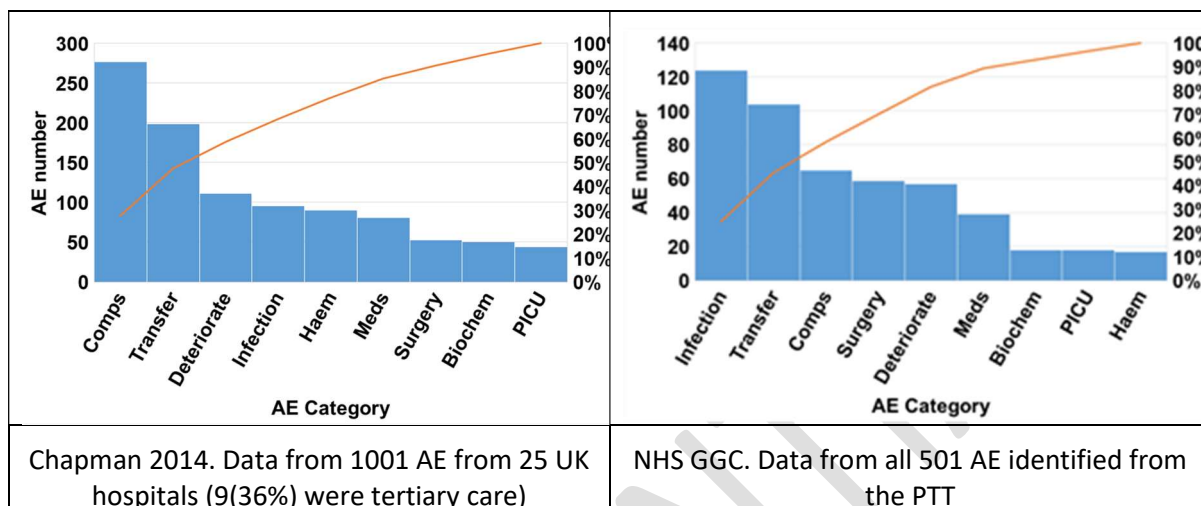 300
250
200
150
100
50
0
AE number
100%
90%
80%
70%
60%
50%
40%
30%
20%
10%
0%
Comps
Transfer
Deteriorate
Infection
Haem
Meds
Surgery
Biochem
PICU
AE Category
140
120
100
80
60
40
20
0
AE number
100
90%
80%
70%
60%
50%
40%
30%
20%
10%
0%
Infection
Transfer
Comps
Surgery
Deteriorate
Meds
Biochem
PICU
Haem
AE Category
Chapman 2014. Data from 1001 AE from 25 UK
hospitals (9(36%) were tertiary care)
NHS GGC. Data from all 501 AE identified from
the PTT